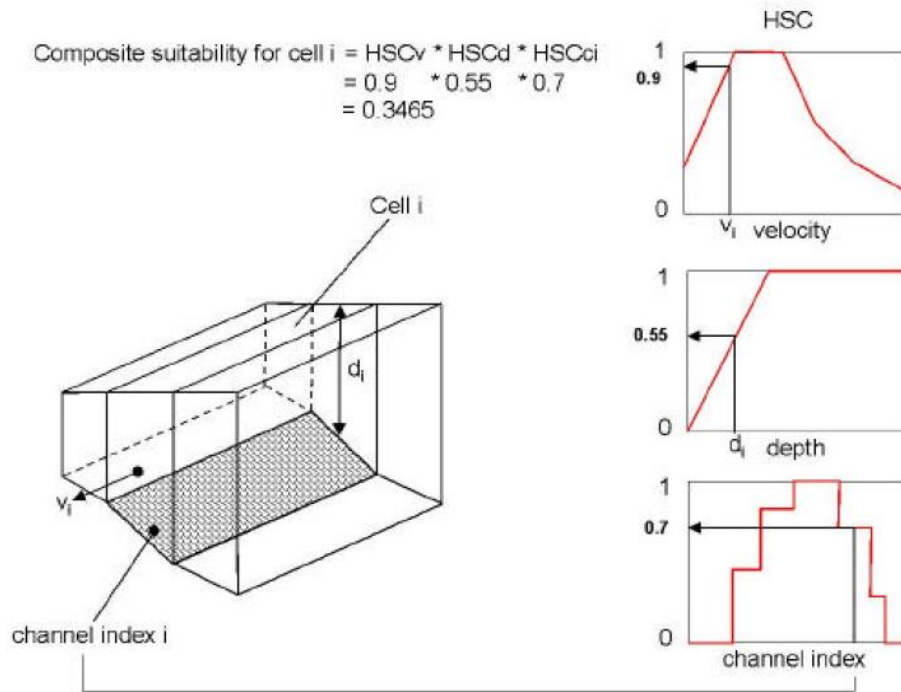 HSC
Composite suitability for cell i = HSCv * HSCd * HSCci
= 0.9 * 0.55 * 0.7
= 0.3465
1
0.9
0
vi velocity
Cell i
di
vi
channel index i
1
0.55
0
di depth
1
0.7
0
channel index